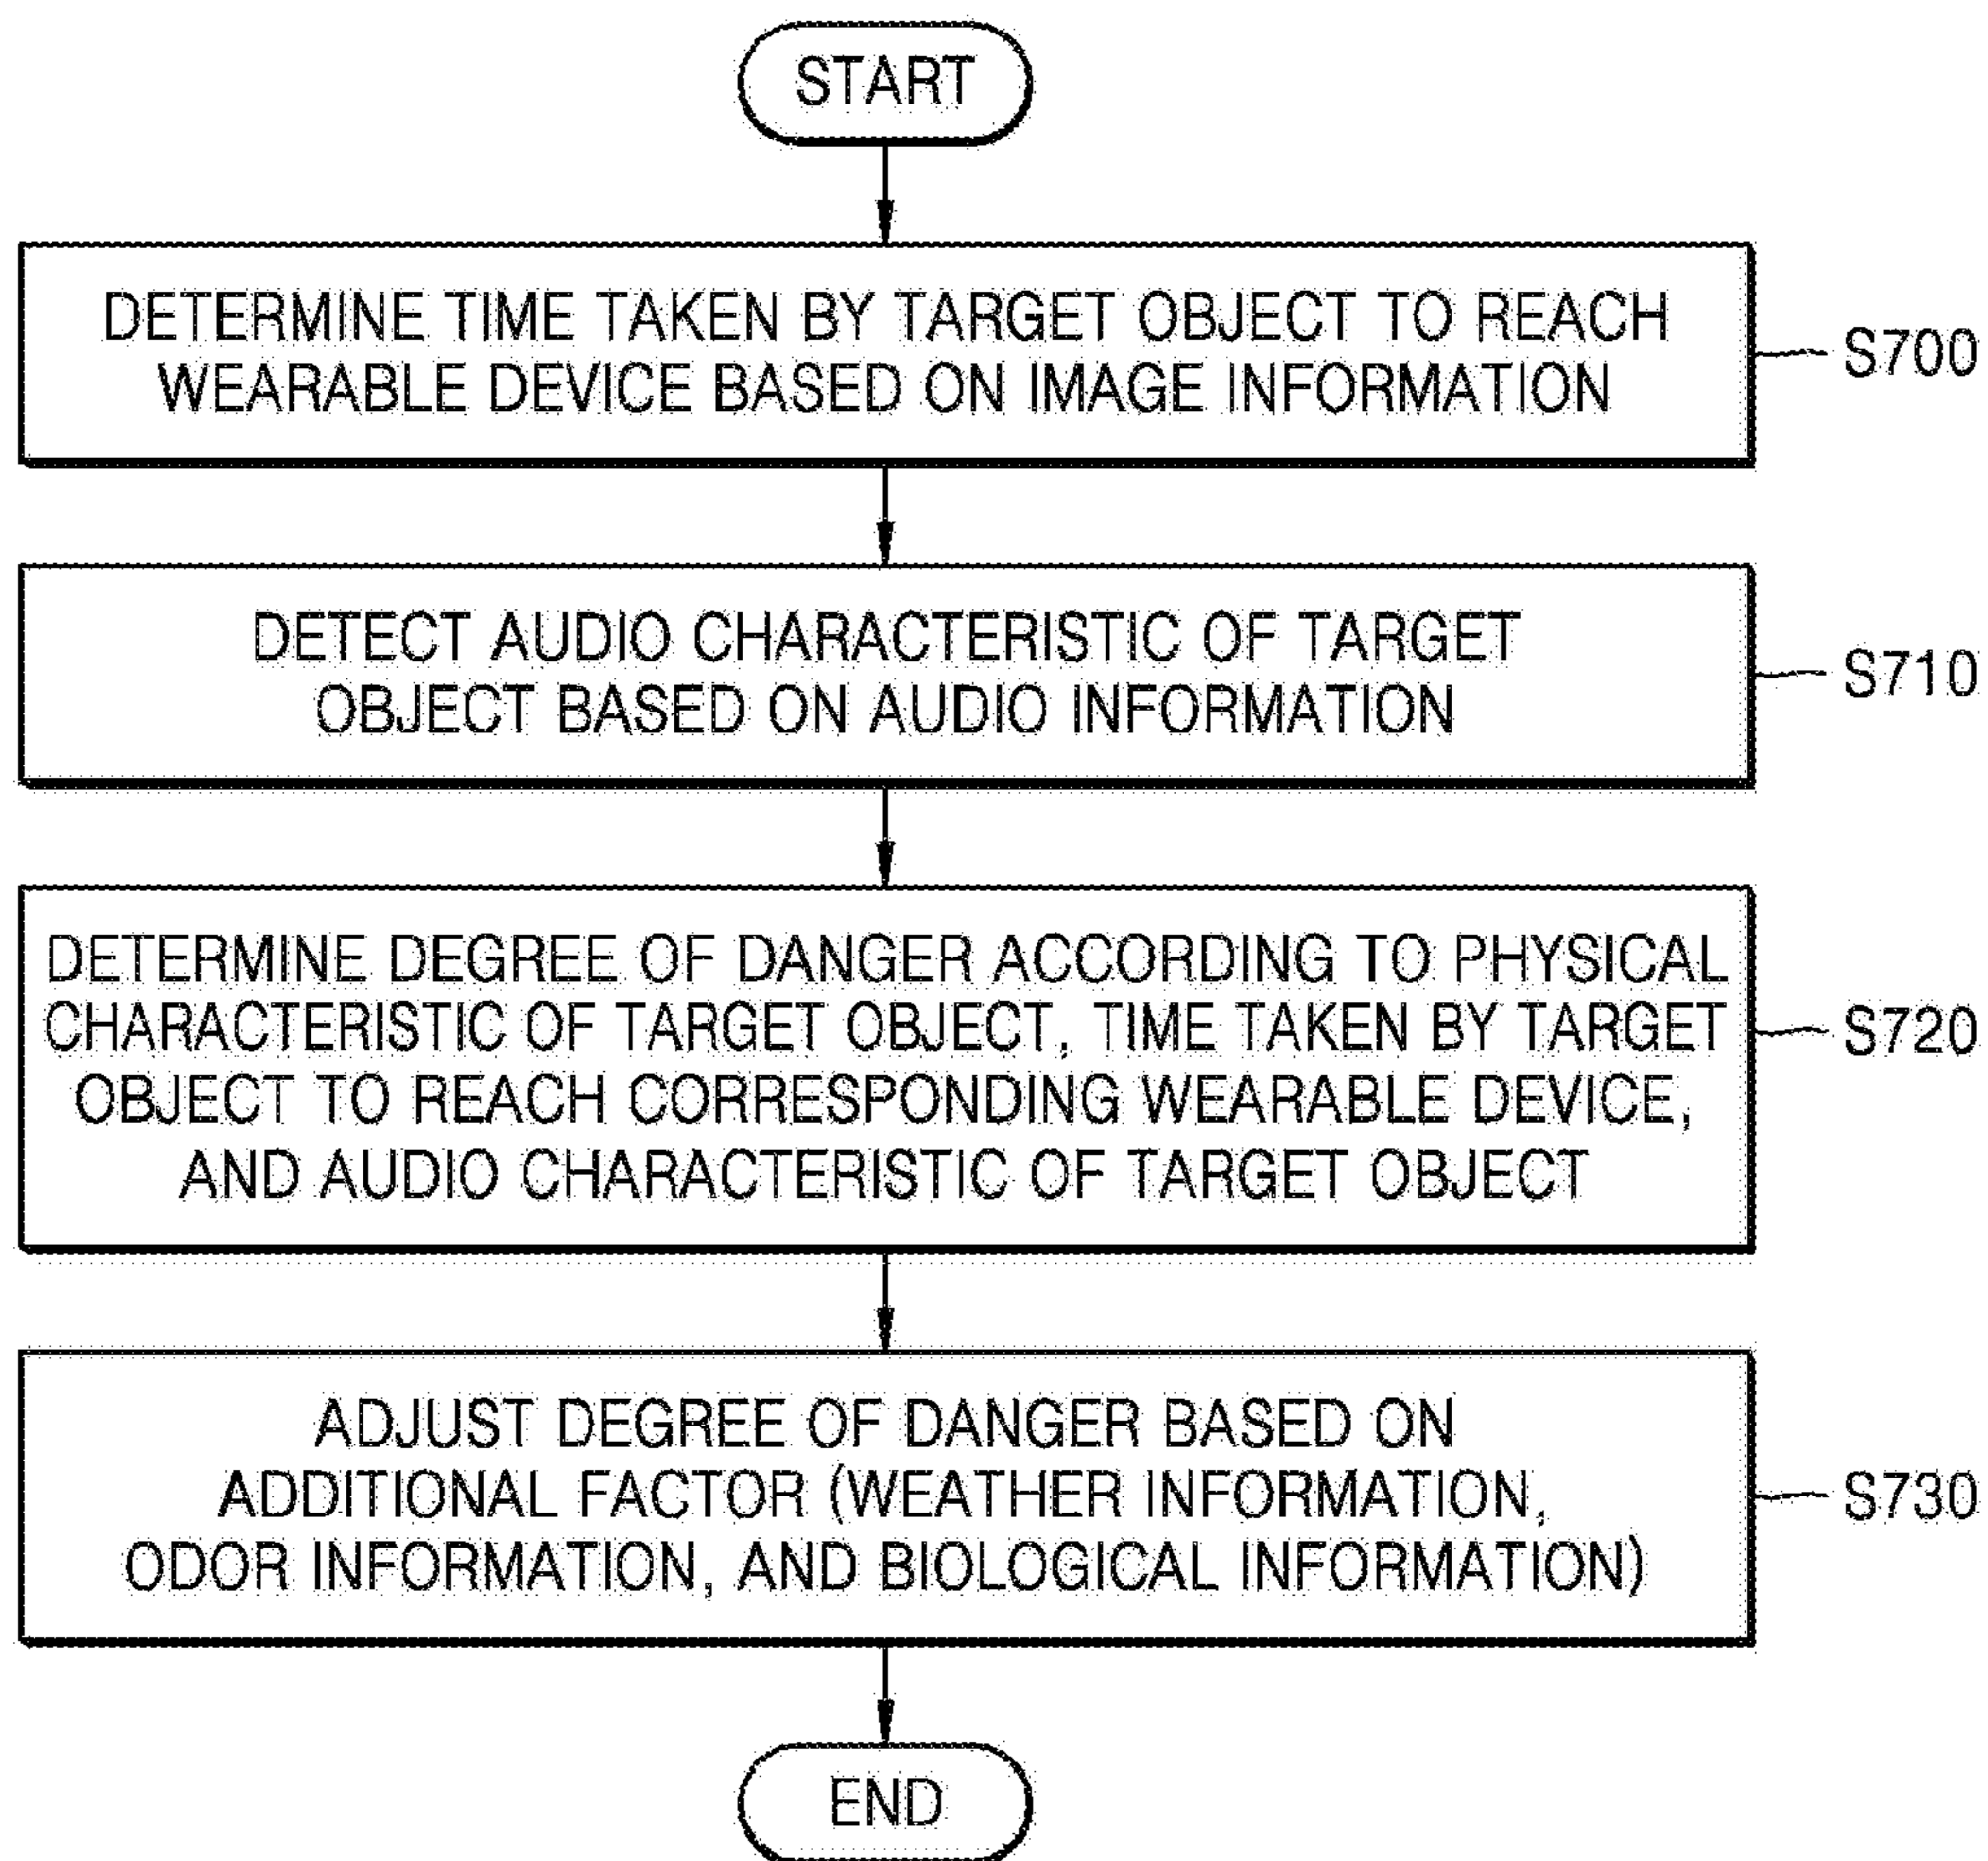 START
DETERMINE TIME TAKEN BY TARGET OBJECT TO REACH
WEARABLE DEVICE BASED ON IMAGE INFORMATION
S700
DETECT AUDIO CHARACTERISTIC OF TARGET
OBJECT BASED ON AUDIO INFORMATION
S710
DETERMINE DEGREE OF DANGER ACCORDING TO PHYSICAL
CHARACTERISTIC OF TARGET OBJECT, TIME TAKEN BY TARGET
OBJECT TO REACH CORRESPONDING WEARABLE DEVICE,
AND AUDIO CHARACTERISTIC OF TARGET OBJECT
S720
ADJUST DEGREE OF DANGER BASED ON
ADDITIONAL FACTOR (WEATHER INFORMATION,
ODOR INFORMATION, AND BIOLOGICAL INFORMATION)
S730
END